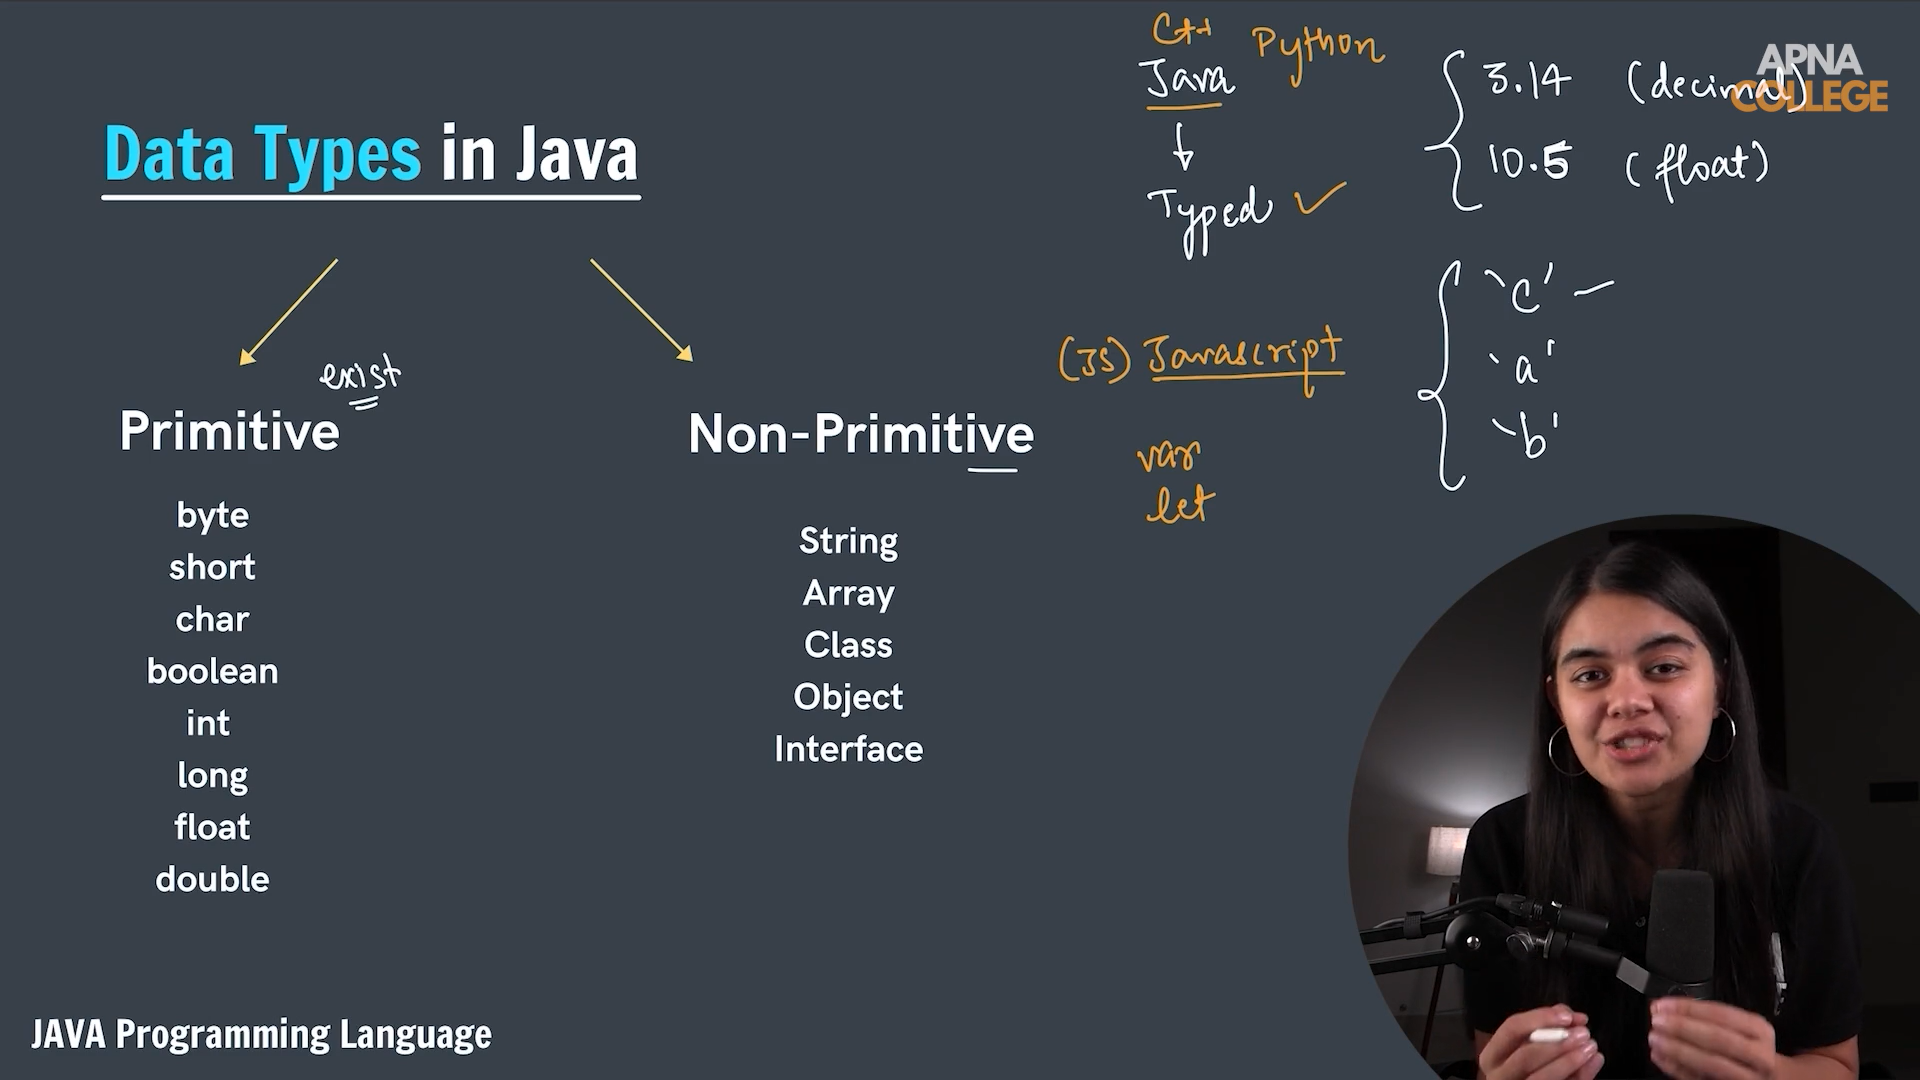 Data Types in Java
exist
Primitive
byte
short
char
boolean
int
long
float
double
Non-Primitive
String
Array
Class
Object
Interface
C++ Python
Java
Typed
(JS) Javascript
var
let
3.14 (decimal)
10.5 (float)
'c'
'a'
'b'
APNA
COLLEGE
JAVA Programming Language